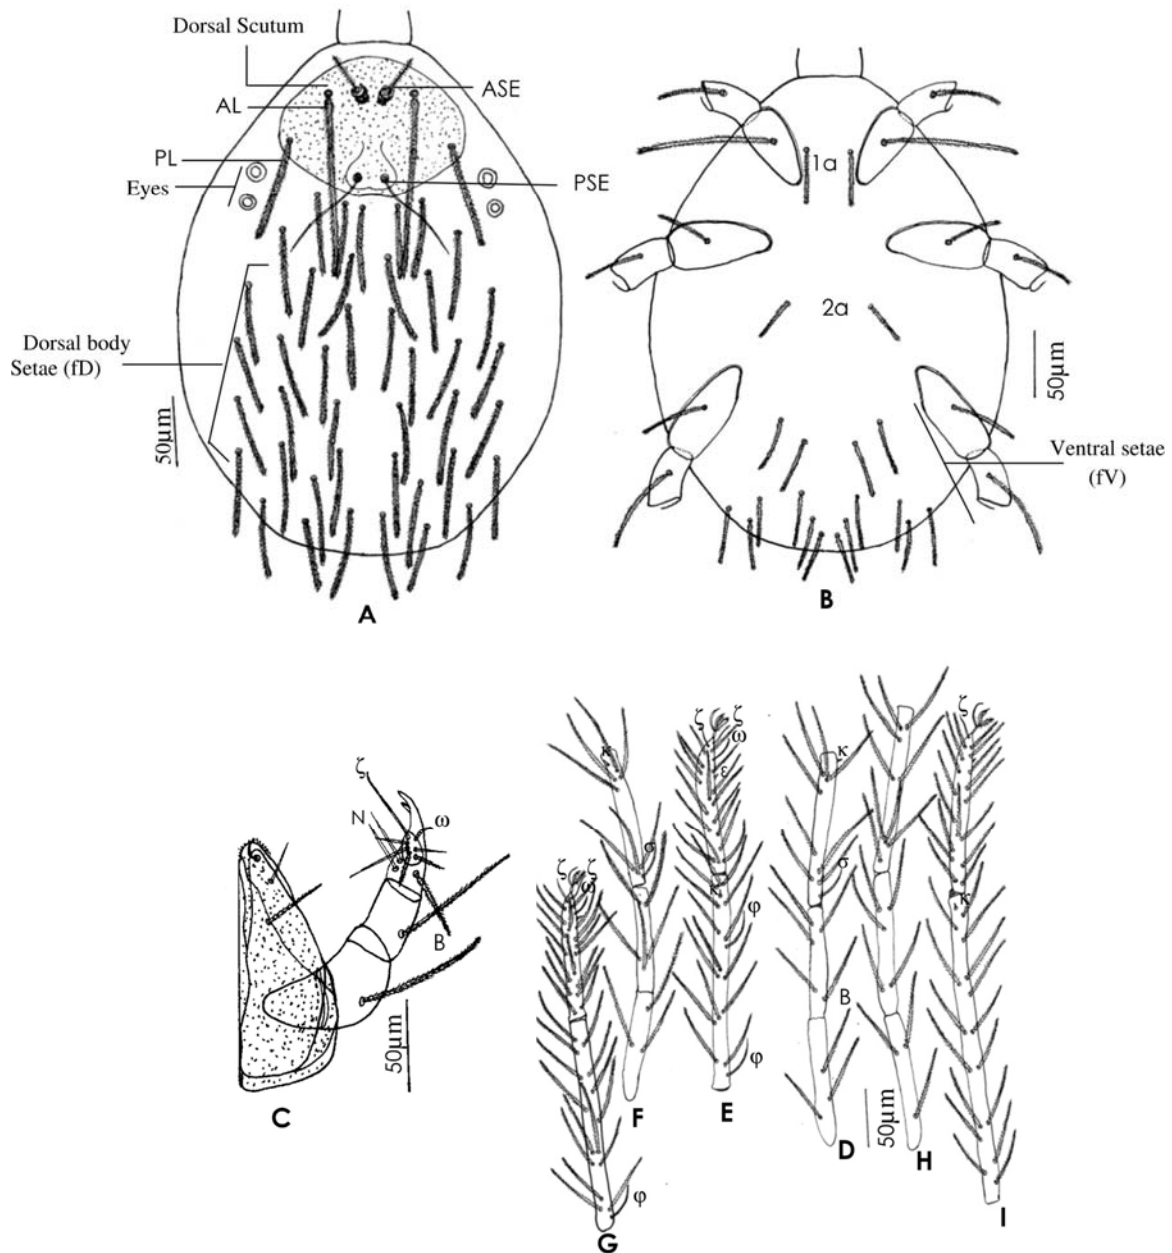 Dorsal Scutum
ASE
AL
PL
Eyes
PSE
Dorsal body
Setae (fD)
50µm
A
1a
2a
50µm
Ventral setae
(fV)
B
ζ
N
ω
B
50µm
C
ζ ζ
ω
φ
G
κ
σ
F
ζ ζ
ω
ε
κ
φ
φ
E
κ
σ
B
50µm
D
H
ζ
κ
I